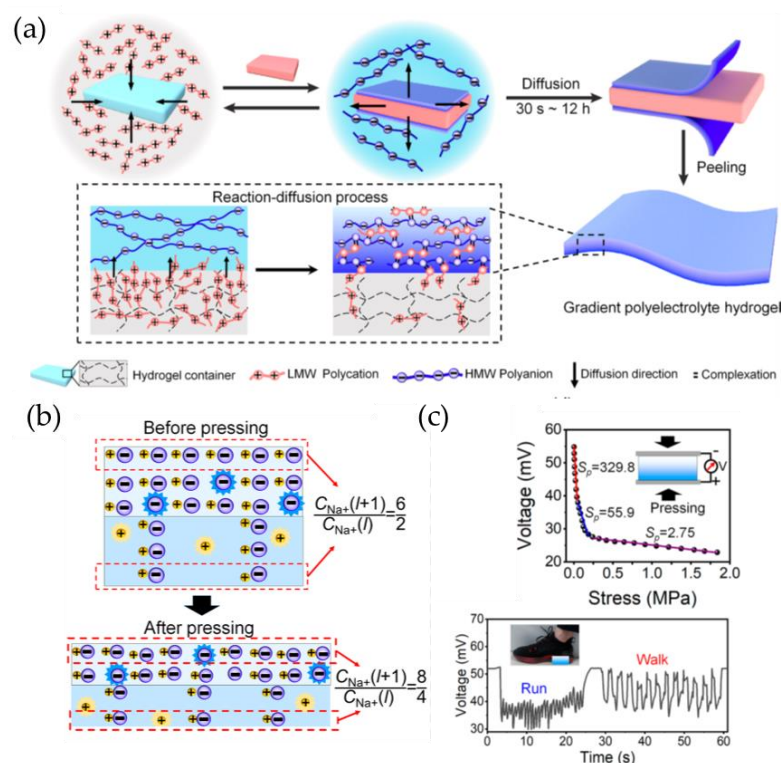 (a)
Diffusion
30 s ~ 12 h
Peeling
Reaction-diffusion process
Gradient polyelectrolyte hydrogel
Hydrogel container
LMW Polycation
HMW Polyanion
Diffusion direction
Complexation
(b)
Before pressing
C_Na+(l+1)
C_Na+(l)
=
6
2
After pressing
C_Na+(l+1)
C_Na+(l)
=
8
4
(c)
Voltage (mV)
60
50
40
30
20
S_p=329.8
S_p=55.9
S_p=2.75
-
V
+
Pressing
0.0 0.4 0.8 1.2 1.6 2.0
Stress (MPa)
Voltage (mV)
70
60
50
40
30
Run
Walk
0 10 20 30 40 50 60
Time (s)